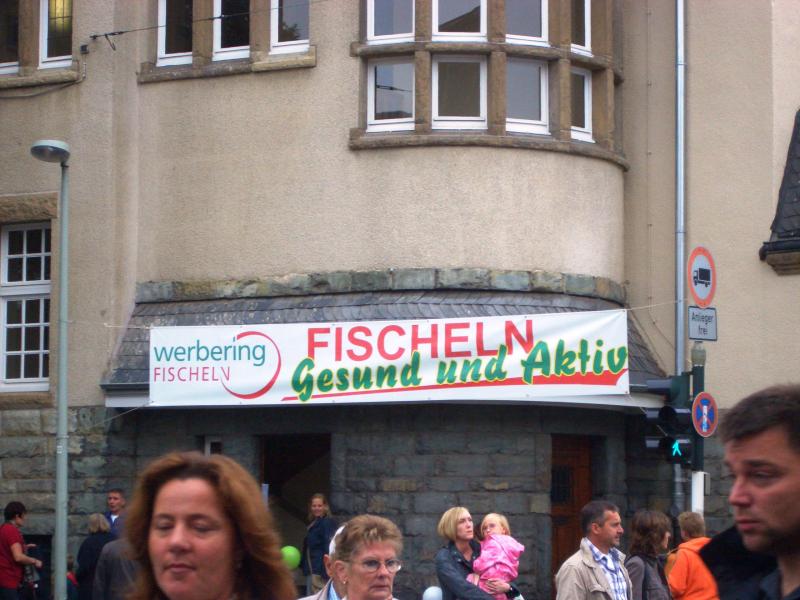 werbering
FISCHELN
FISCHELN
Gesund und Aktiv
Anlieger
frei